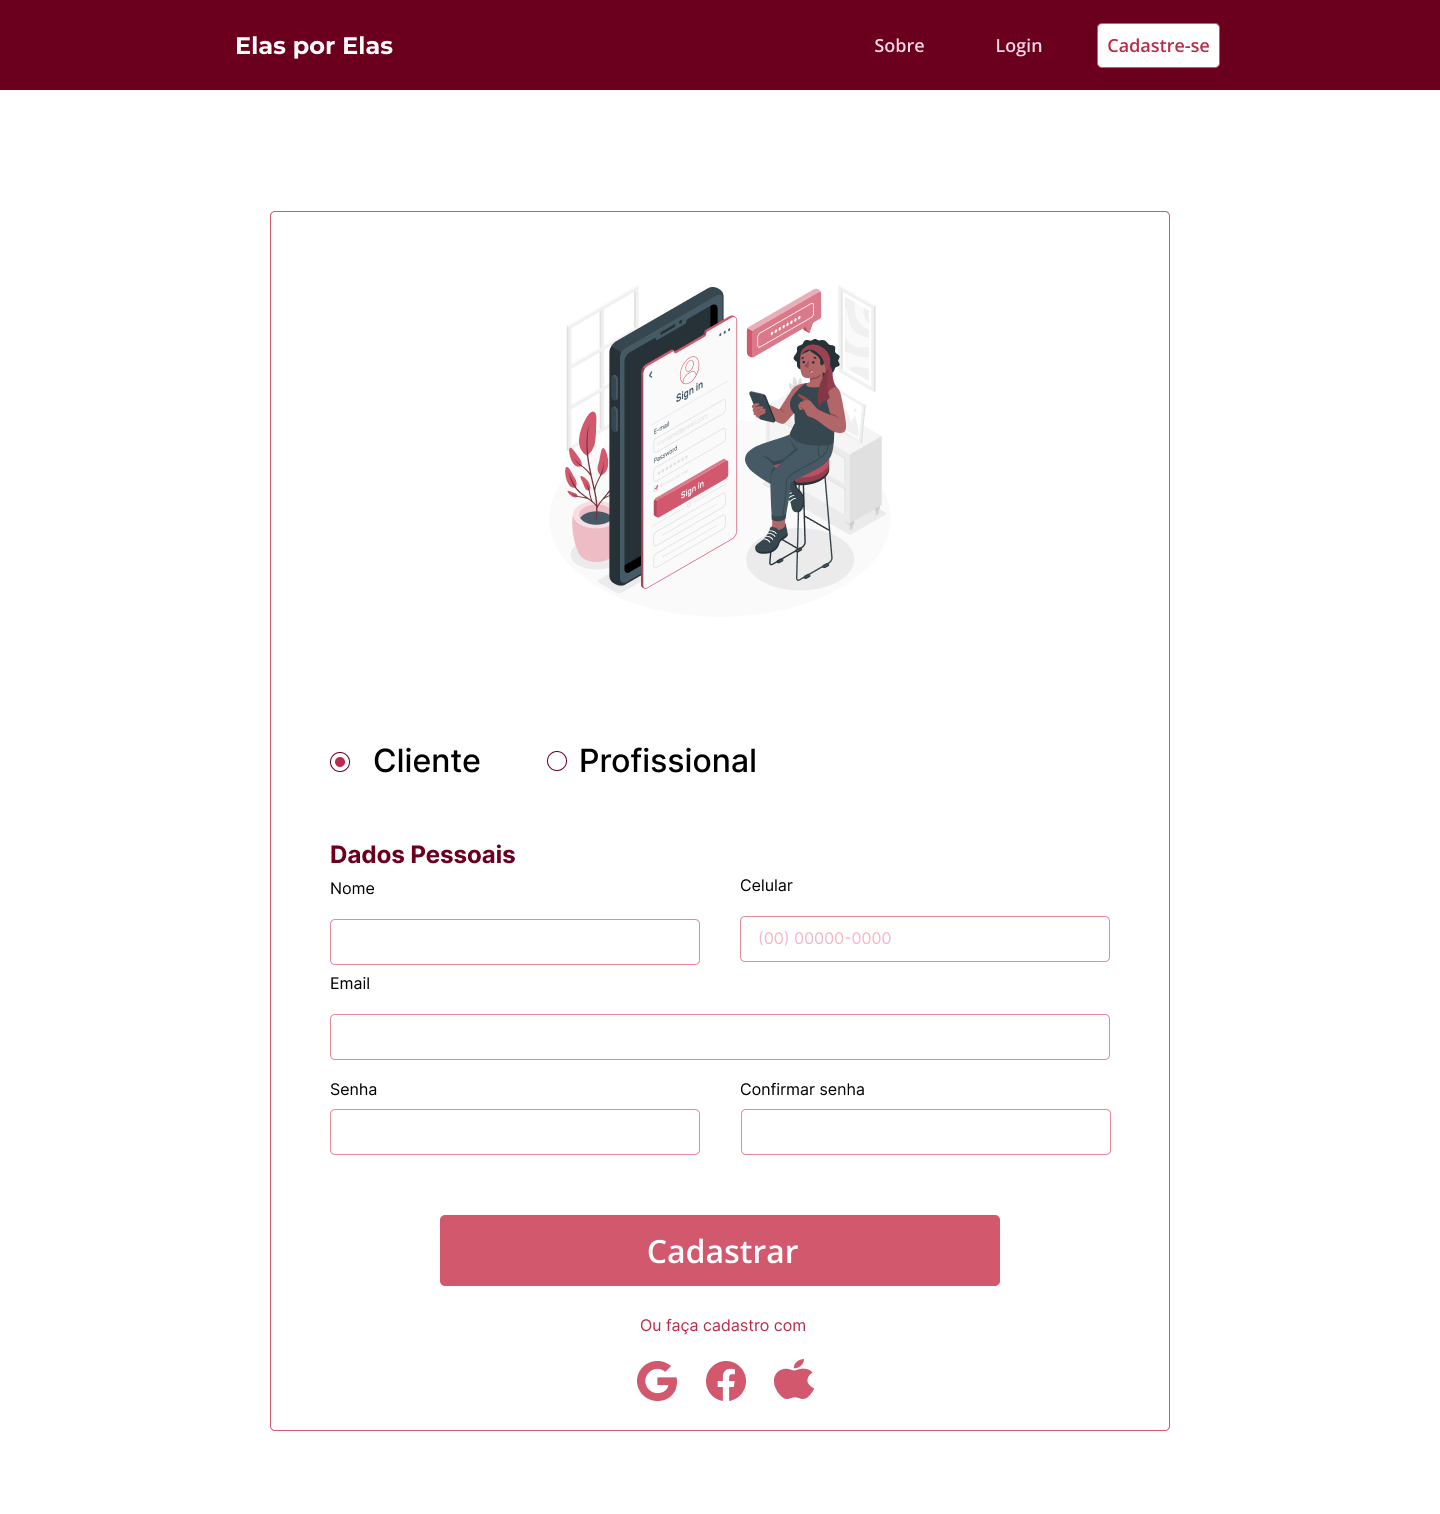 Elas por Elas
Sobre
Login
Cadastre-se
Sign in
E-mail
Password
Sign in
Cliente
Profissional
Dados Pessoais
Nome
Celular
(00) 00000-0000
Email
Senha
Confirmar senha
Cadastrar
Ou faça cadastro com